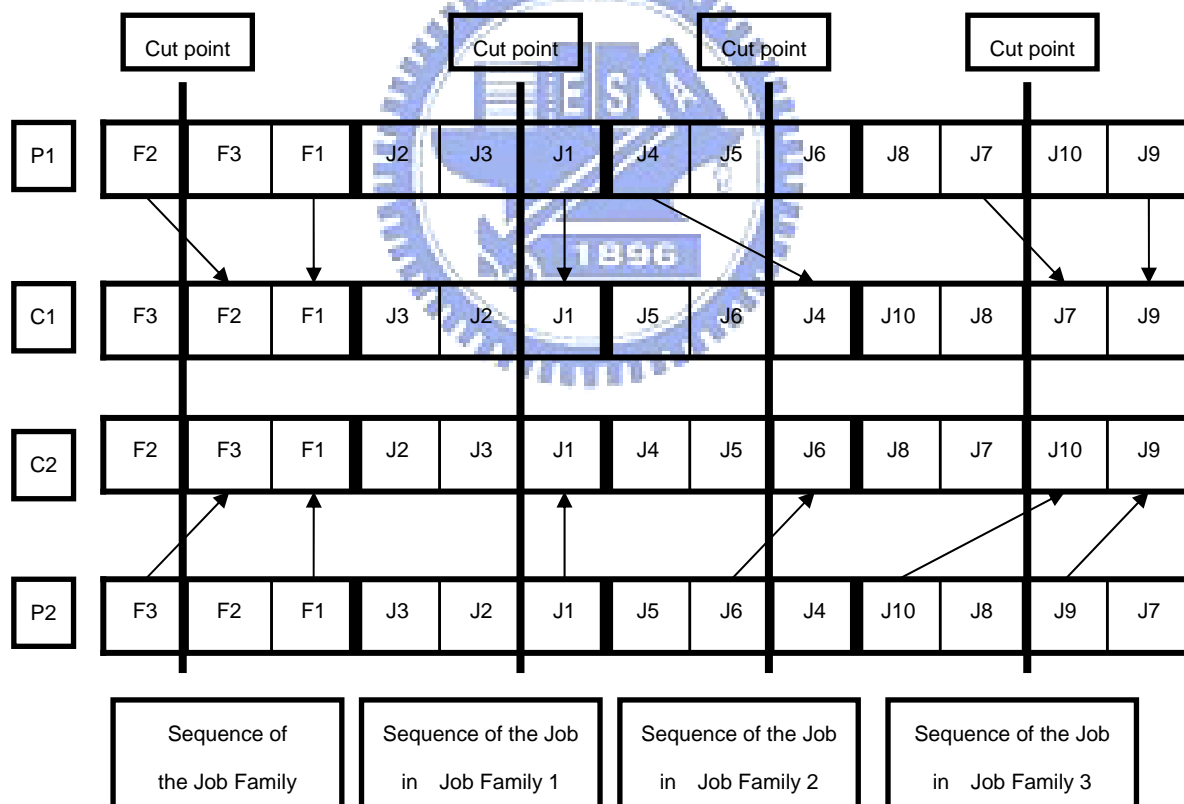 Cut point Cut point Cut point Cut point
P1 F2 F3 F1 J2 J3 J1 J4 J5 J6 J8 J7 J10 J9
1896
C1 F3 F2 F1 J3 J2 J1 J5 J6 J4 J10 J8 J7 J9
C2 F2 F3 F1 J2 J3 J1 J4 J5 J6 J8 J7 J10 J9
P2 F3 F2 F1 J3 J2 J1 J5 J6 J4 J10 J8 J9 J7
Sequence of
the Job Family
Sequence of the Job
in Job Family 1
Sequence of the Job
in Job Family 2
Sequence of the Job
in Job Family 3